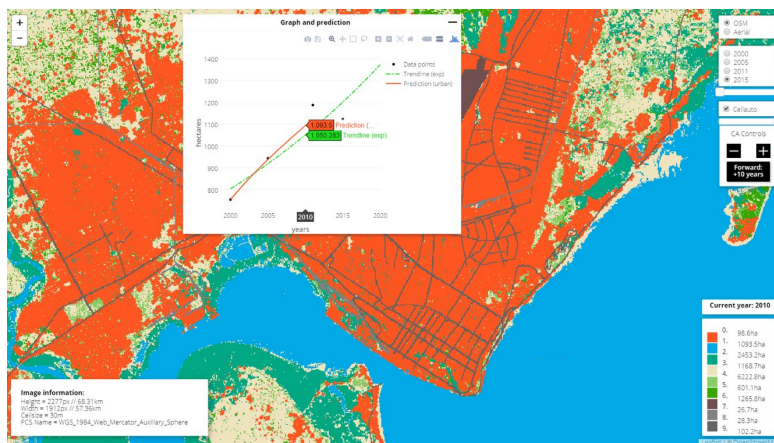 +
−
Graph and prediction
1400
1300
1200
1100
1000
900
800
hectares
Data points
Trendline (exp)
Prediction (urban)
1,093.5 Prediction (...
1,050.283 Trendline (exp)
2000
2005
2010
2015
2020
years
OSM
Aerial
2000
2005
2011
2015
Cellauto
CA Controls
− +
Forward:
+10 years
Current year: 2010
0. 98.6ha
1. 1093.5ha
2. 2453.2ha
3. 1168.7ha
4. 6222.8ha
5. 601.1ha
6. 1265.8ha
7. 26.7ha
8. 28.3ha
9. 102.2ha
Image information:
Height = 2277px // 68,31km
Width = 1912px // 57,36km
Cellsize = 30m
PCS Name = WGS_1984_Web_Mercator_Auxiliary_Sphere